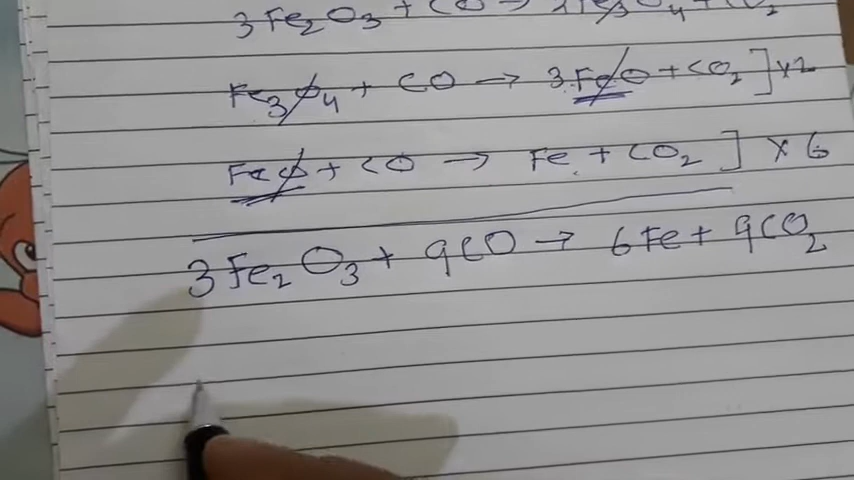 3Fe₂O₃ + CO → 2Fe₃O₄ + CO₂
Fe₃O₄ + CO → 3FeO + CO₂ ] × 2
FeO + CO → Fe + CO₂ ] × 6
3Fe₂O₃ + 9CO → 6Fe + 9CO₂